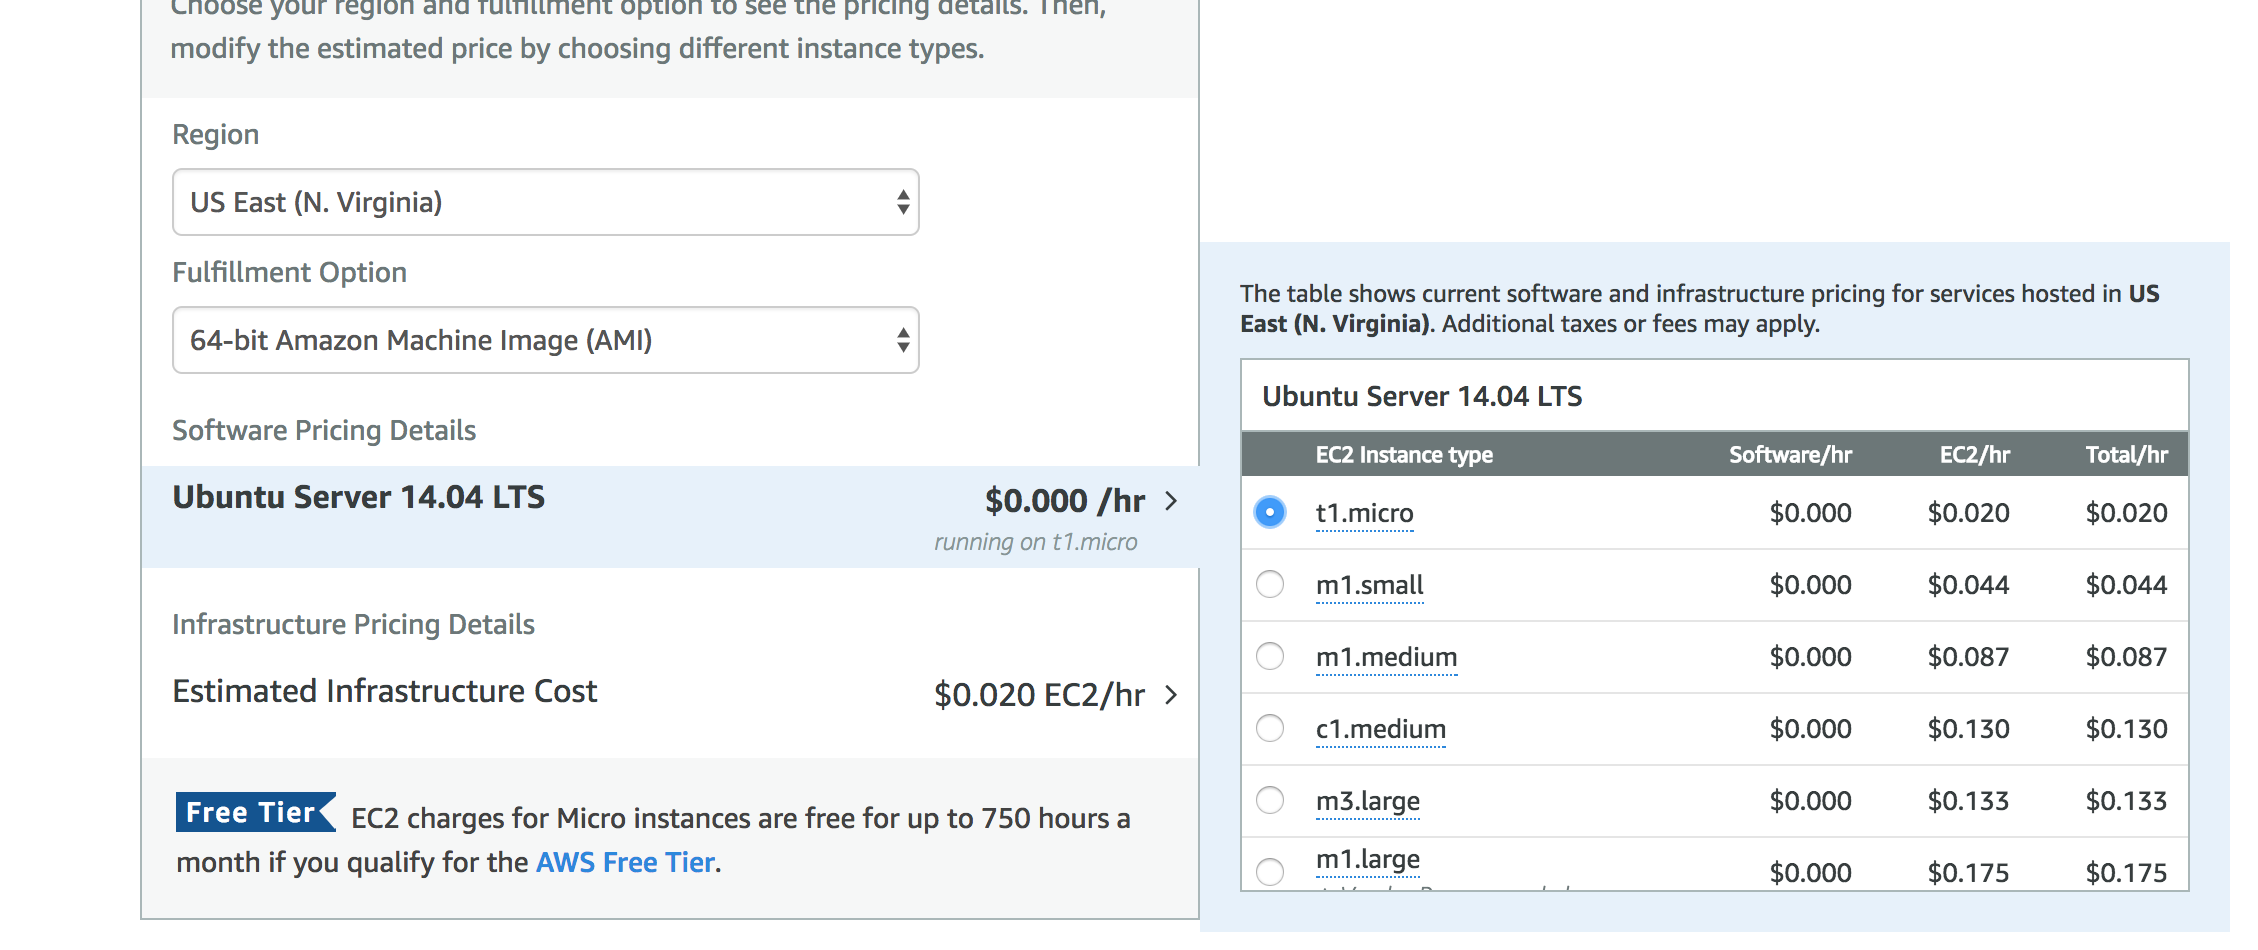 Choose your region and fulfillment option to see the pricing details. Then,
modify the estimated price by choosing different instance types.
Region
US East (N. Virginia)
Fulfillment Option
64-bit Amazon Machine Image (AMI)
Software Pricing Details
Ubuntu Server 14.04 LTS $0.000 /hr
running on t1.micro
Infrastructure Pricing Details
Estimated Infrastructure Cost $0.020 EC2/hr
Free Tier EC2 charges for Micro instances are free for up to 750 hours a
month if you qualify for the AWS Free Tier.
The table shows current software and infrastructure pricing for services hosted in US
East (N. Virginia). Additional taxes or fees may apply.
Ubuntu Server 14.04 LTS
EC2 Instance type Software/hr EC2/hr Total/hr
t1.micro $0.000 $0.020 $0.020
m1.small $0.000 $0.044 $0.044
m1.medium $0.000 $0.087 $0.087
c1.medium $0.000 $0.130 $0.130
m3.large $0.000 $0.133 $0.133
m1.large $0.000 $0.175 $0.175